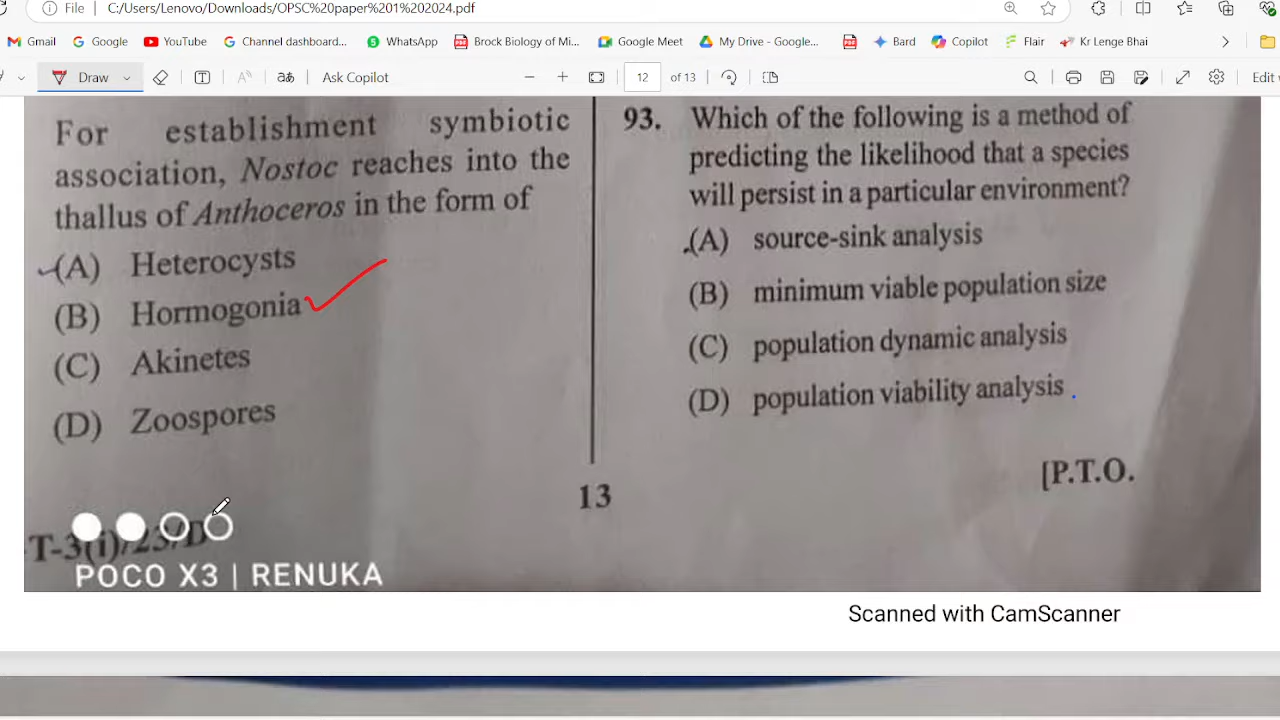 File
C:/Users/Lenovo/Downloads/OPSC%20paper%201%202024.pdf
Gmail
Google
YouTube
Channel dashboard...
WhatsApp
Brock Biology of Mi...
Google Meet
My Drive - Google...
Bard
Copilot
Flair
Kr Lenge Bhai
Draw
Ask Copilot
12 of 13
Edit
For establishment symbiotic
association, Nostoc reaches into the
thallus of Anthoceros in the form of
(A) Heterocysts
(B) Hormogonia
(C) Akinetes
(D) Zoospores
93. Which of the following is a method of
predicting the likelihood that a species
will persist in a particular environment?
(A) source-sink analysis
(B) minimum viable population size
(C) population dynamic analysis
(D) population viability analysis
[P.T.O.
13
T-3(i)/23/D
POCO X3 | RENUKA
Scanned with CamScanner